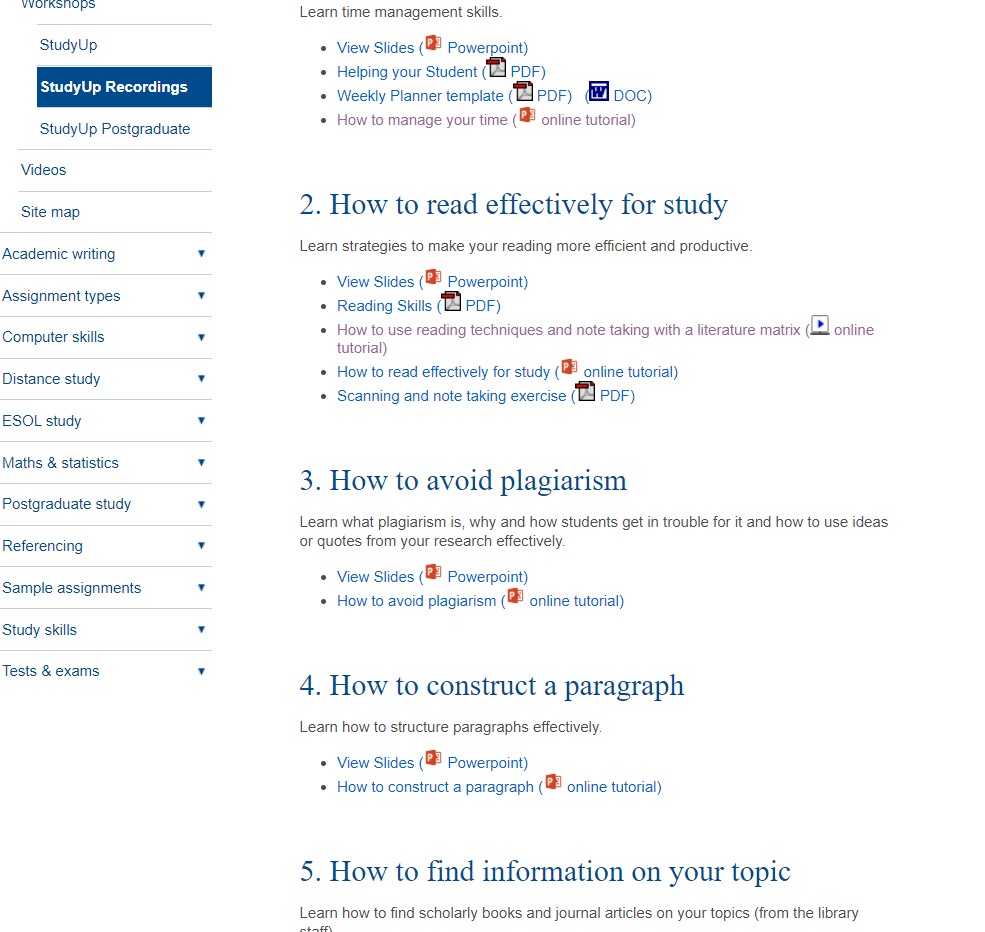 Workshops
StudyUp
StudyUp Recordings
StudyUp Postgraduate
Videos
Site map
Academic writing
Assignment types
Computer skills
Distance study
ESOL study
Maths & statistics
Postgraduate study
Referencing
Sample assignments
Study skills
Tests & exams
Learn time management skills.
View Slides (Powerpoint)
Helping your Student (PDF)
Weekly Planner template (PDF) (DOC)
How to manage your time (online tutorial)
2. How to read effectively for study
Learn strategies to make your reading more efficient and productive.
View Slides (Powerpoint)
Reading Skills (PDF)
How to use reading techniques and note taking with a literature matrix (online
tutorial)
How to read effectively for study (online tutorial)
Scanning and note taking exercise (PDF)
3. How to avoid plagiarism
Learn what plagiarism is, why and how students get in trouble for it and how to use ideas
or quotes from your research effectively.
View Slides (Powerpoint)
How to avoid plagiarism (online tutorial)
4. How to construct a paragraph
Learn how to structure paragraphs effectively.
View Slides (Powerpoint)
How to construct a paragraph (online tutorial)
5. How to find information on your topic
Learn how to find scholarly books and journal articles on your topics (from the library
staff)